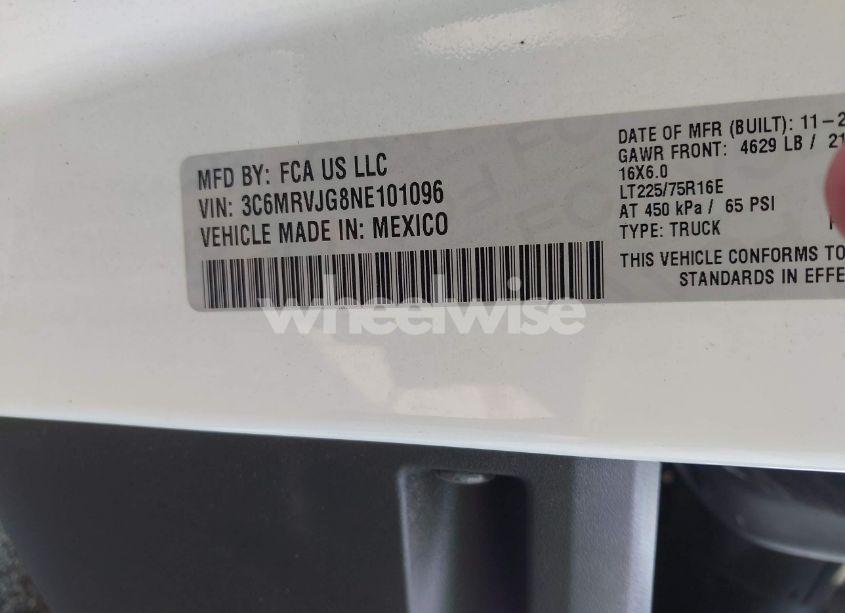 MFD BY: FCA US LLC
VIN: 3C6MRVJG8NE101096
VEHICLE MADE IN: MEXICO
DATE OF MFR (BUILT): 11-2
GAWR FRONT: 4629 LB / 21
16X6.0
LT225/75R16E
AT 450 kPa / 65 PSI
TYPE: TRUCK
THIS VEHICLE CONFORMS TO
STANDARDS IN EFFE
wheelwise